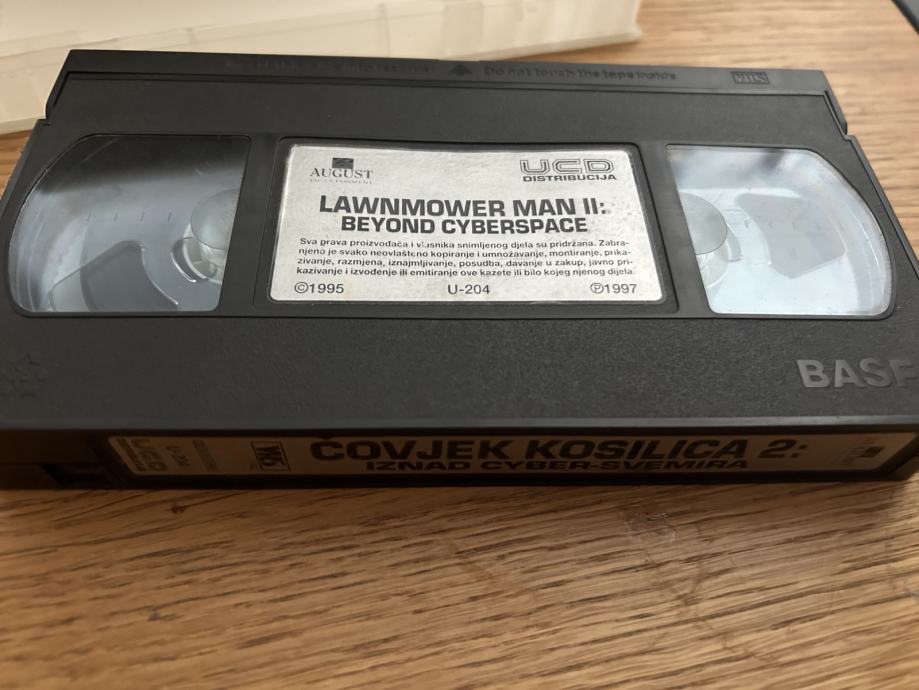 Do not touch the tape inside
VHS
AUGUST
UCD
DISTRIBUCIJA
LAWNMOWER MAN II:
BEYOND CYBERSPACE
Sva prava proizvođača i vlasnika snimljenog djela su pridržana. Zabra-
njeno je svako neovlašteno kopiranje i umnožavanje, montiranje, prika-
zivanje, razmjena, iznajmljivanje, posudba, davanje u zakup, javno pri-
kazivanje i izvođenje ili emitiranje ove kazete ili bilo kojeg njenog dijela.
©1995 U-204 ℗1997
BASF
UCD
U-204
VHS
ČOVJEK KOSILICA 2:
IZNAD CYBER-SVEMIRA